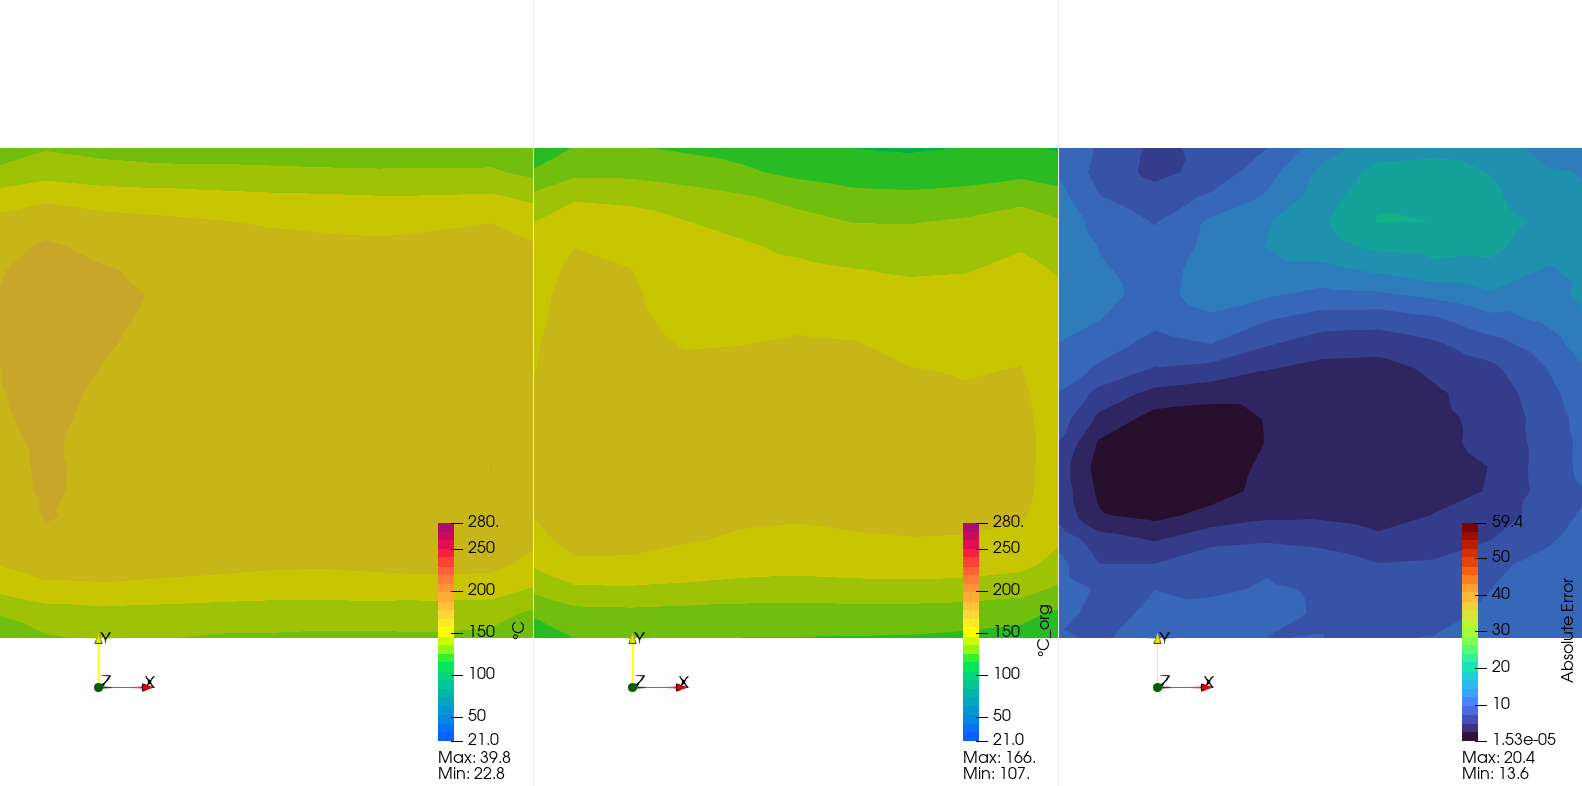 280.
250
200
150
100
50
21.0
°C
Max: 39.8
Min: 22.8
Y
Z
X
280.
250
200
150
100
50
21.0
°C_org
Max: 166.
Min: 107.
Y
Z
X
59.4
50
40
30
20
10
1.53e-05
Absolute Error
Max: 20.4
Min: 13.6
Y
Z
X